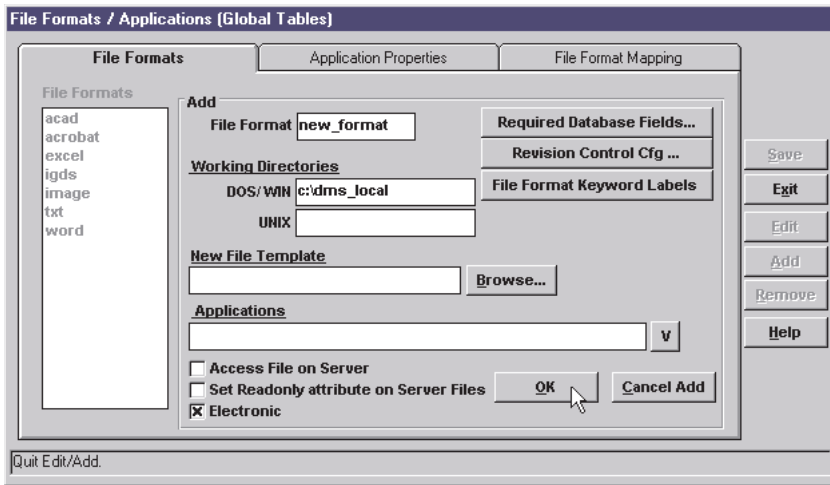 File Formats / Applications (Global Tables)
File Formats
Application Properties
File Format Mapping
File Formats
acad
acrobat
excel
igds
image
txt
word
Add
File Format new_format
Working Directories
DOS/WIN c:\dms_local
UNIX
New File Template
Browse...
Applications
V
Access File on Server
Set Readonly attribute on Server Files
Electronic
OK
Cancel Add
Required Database Fields...
Revision Control Cfg ...
File Format Keyword Labels
Save
Exit
Edit
Add
Remove
Help
Quit Edit/Add.